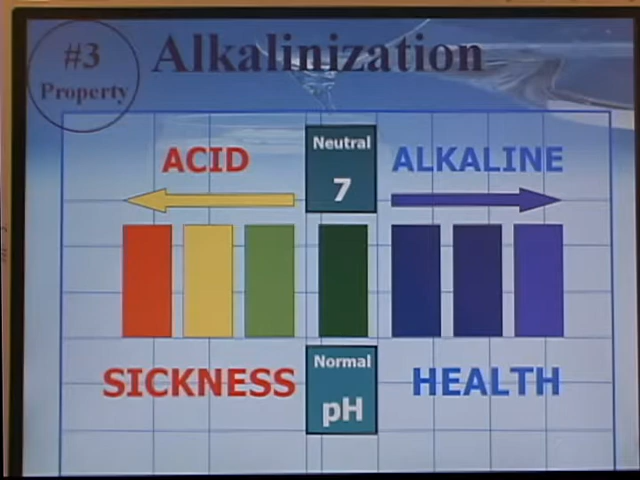 #3
Property
Alkalinization
ACID
Neutral
7
ALKALINE
SICKNESS
Normal
pH
HEALTH